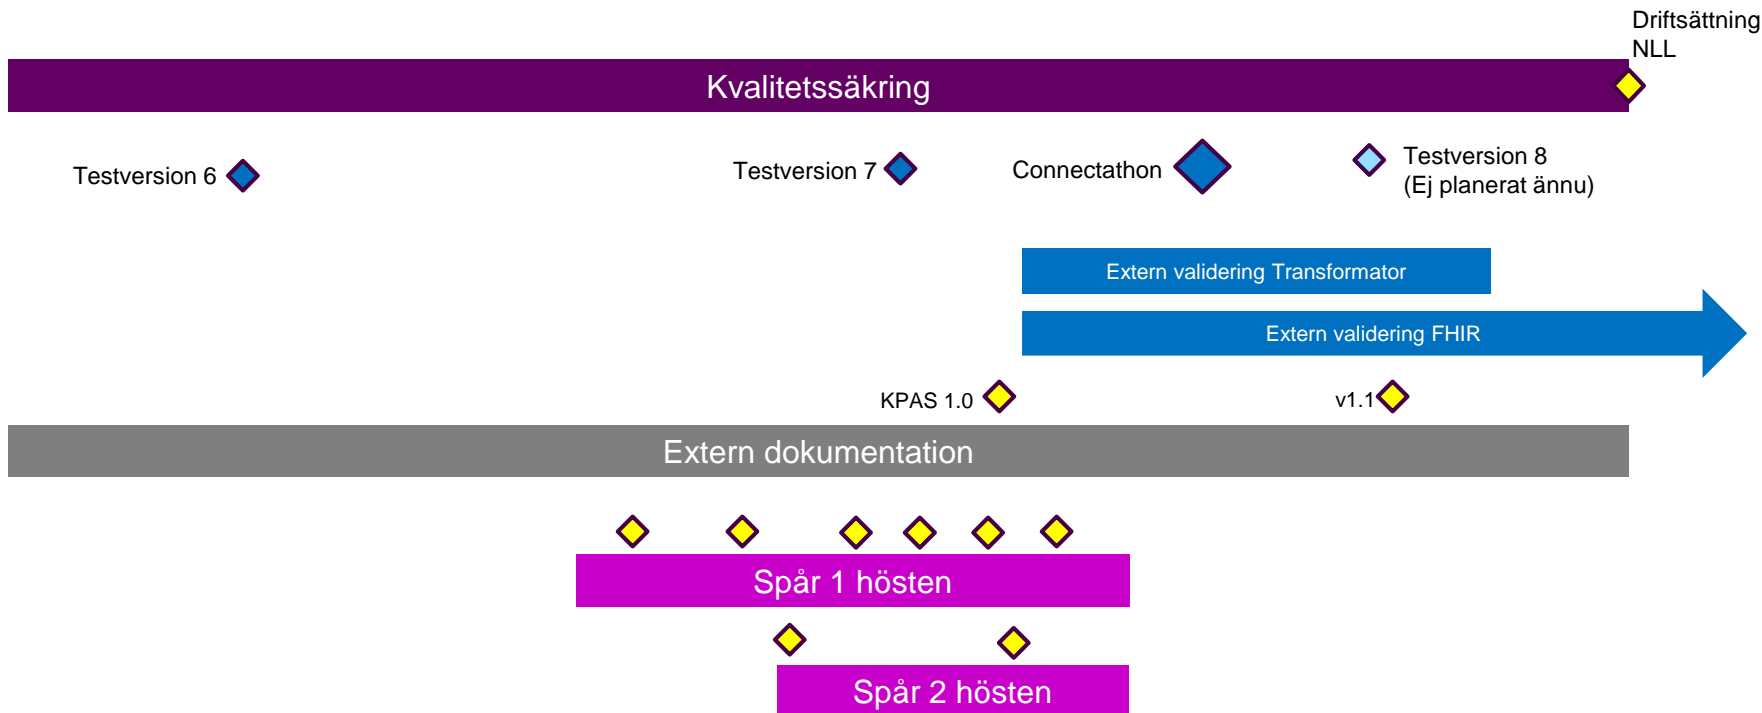 Driftsättning
NLL
Kvalitetssäkring
Testversion 6
Testversion 7
Connectathon
Testversion 8
(Ej planerat ännu)
Extern validering Transformator
Extern validering FHIR
KPAS 1.0
v1.1
Extern dokumentation
Spår 1 hösten
Spår 2 hösten